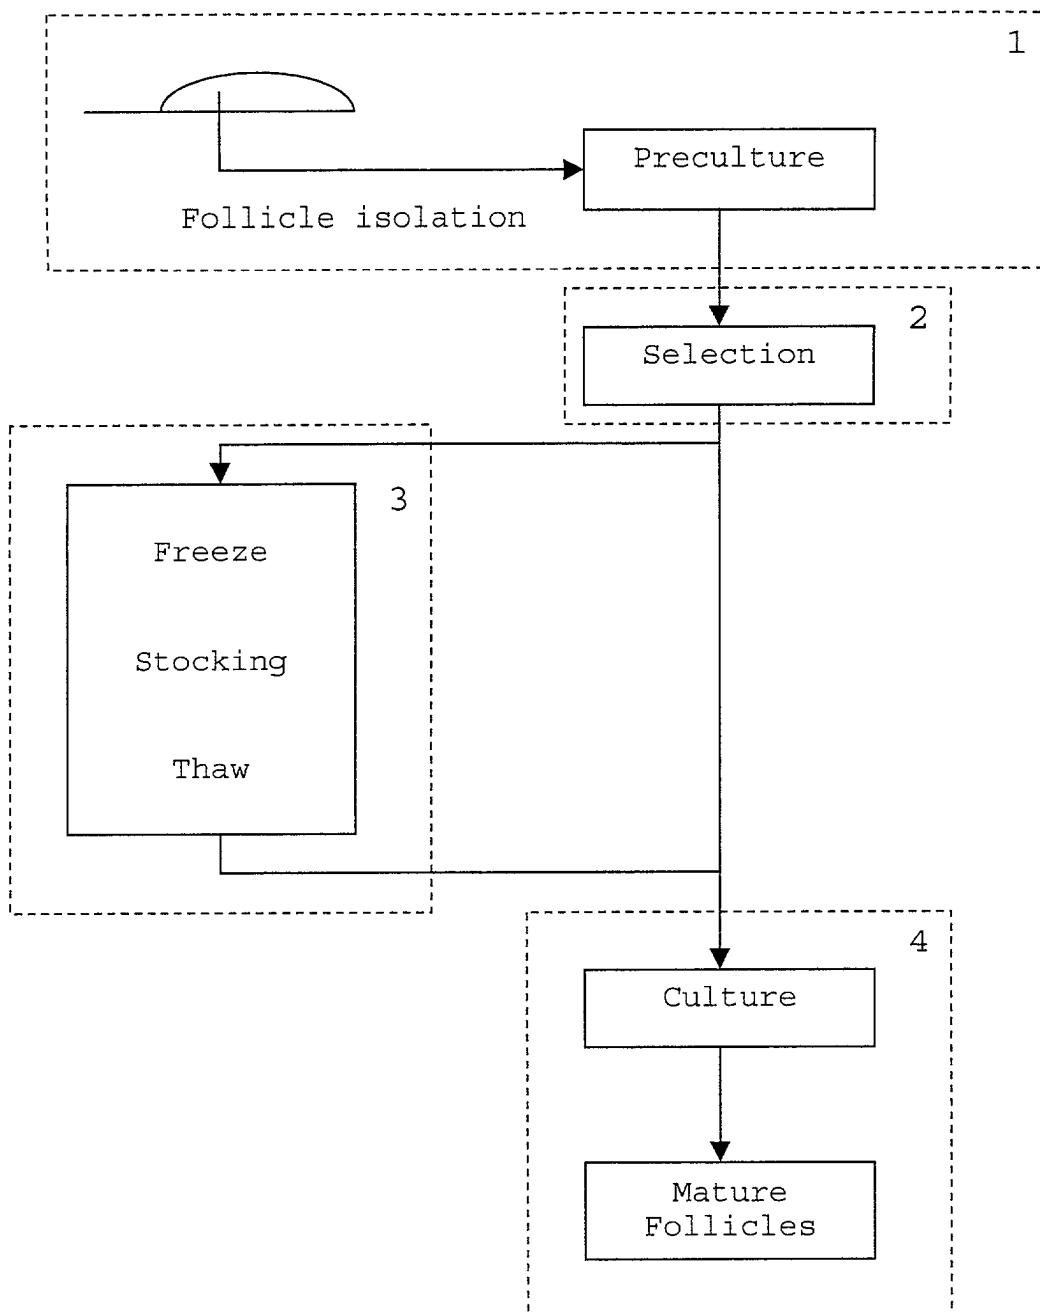 1
Preculture
Follicle isolation
2
Selection
3
Freeze
Stocking
Thaw
4
Culture
Mature
Follicles